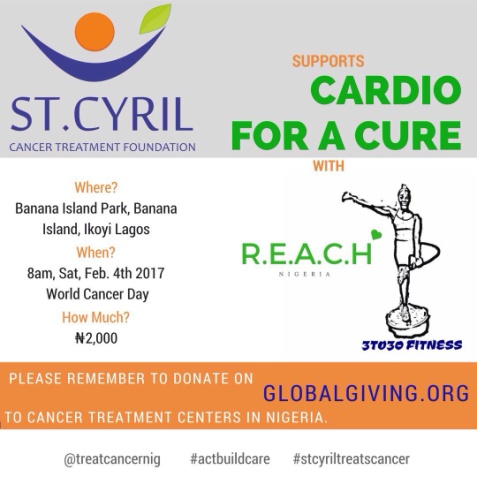 ST.CYRIL
CANCER TREATMENT FOUNDATION
SUPPORTS
CARDIO
FOR A CURE
WITH
Where?
Banana Island Park, Banana
Island, Ikoyi Lagos
When?
8am, Sat, Feb. 4th 2017
World Cancer Day
How Much?
₦2,000
R.E.A.C.H
NIGERIA
3TO30 FITNESS
PLEASE REMEMBER TO DONATE ON
GLOBALGIVING.ORG
TO CANCER TREATMENT CENTERS IN NIGERIA.
@treatcancernig #actbuildcare #stcyriltreatscancer